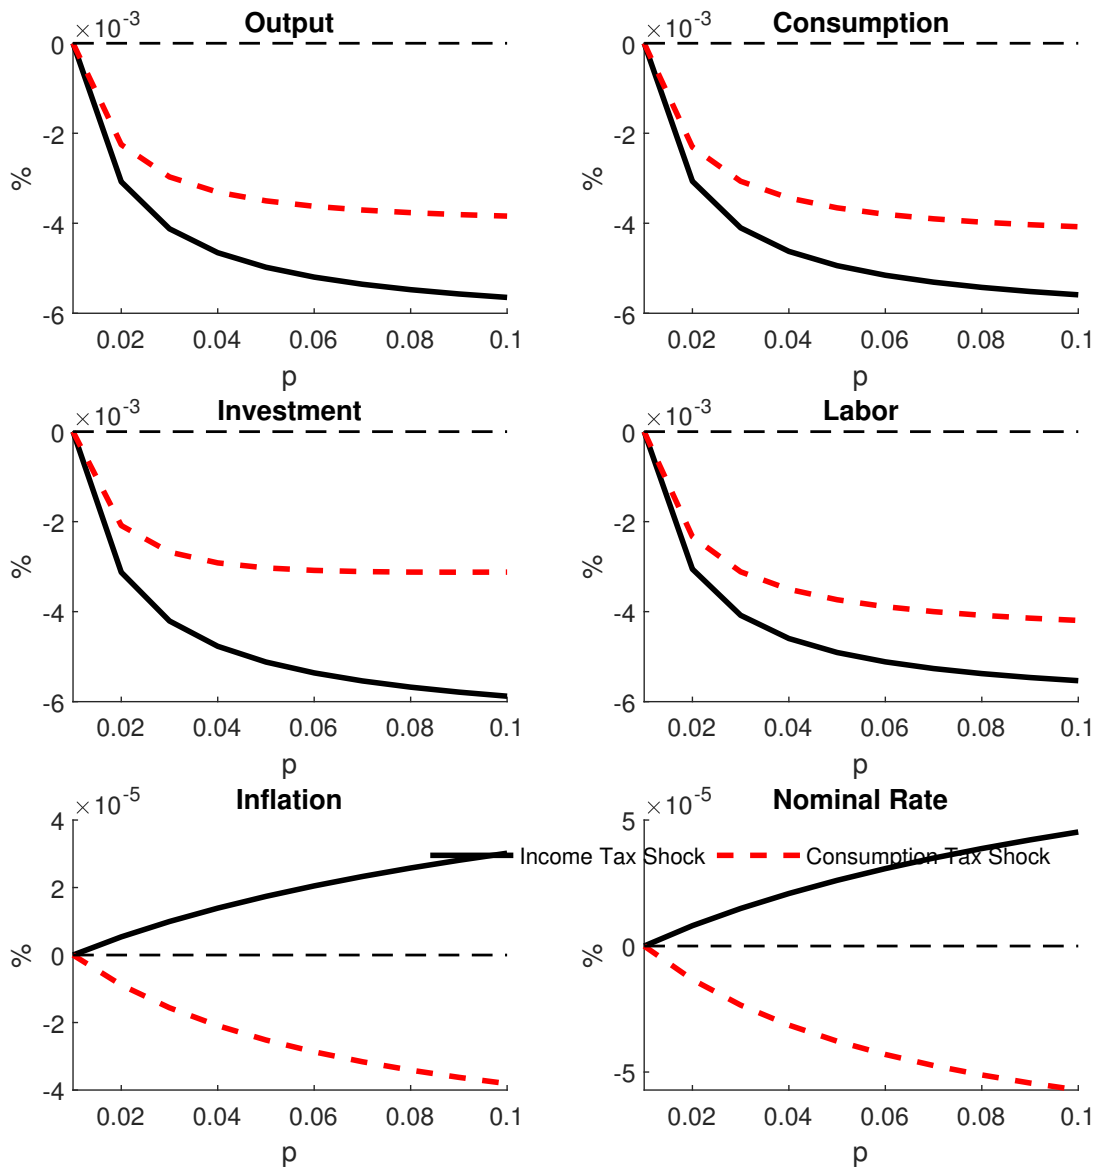 ×10-3
Output
0
-2
-4
-6
%
0.02 0.04 0.06 0.08 0.1
p
×10-3
Consumption
0
-2
-4
-6
%
0.02 0.04 0.06 0.08 0.1
p
×10-3
Investment
0
-2
-4
-6
%
0.02 0.04 0.06 0.08 0.1
p
×10-3
Labor
0
-2
-4
-6
%
0.02 0.04 0.06 0.08 0.1
p
×10-5
Inflation
4
2
0
-2
-4
%
0.02 0.04 0.06 0.08 0.1
p
×10-5
Nominal Rate
5
0
-5
%
0.02 0.04 0.06 0.08 0.1
p
Income Tax Shock Consumption Tax Shock